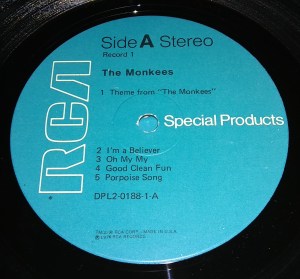 Side A Stereo
Record 1
The Monkees
1 Theme from "The Monkees"
RCA
Special Products
2 I'm a Believer
3 Oh My My
4 Good Clean Fun
5 Porpoise Song
DPL2-0188-1-A